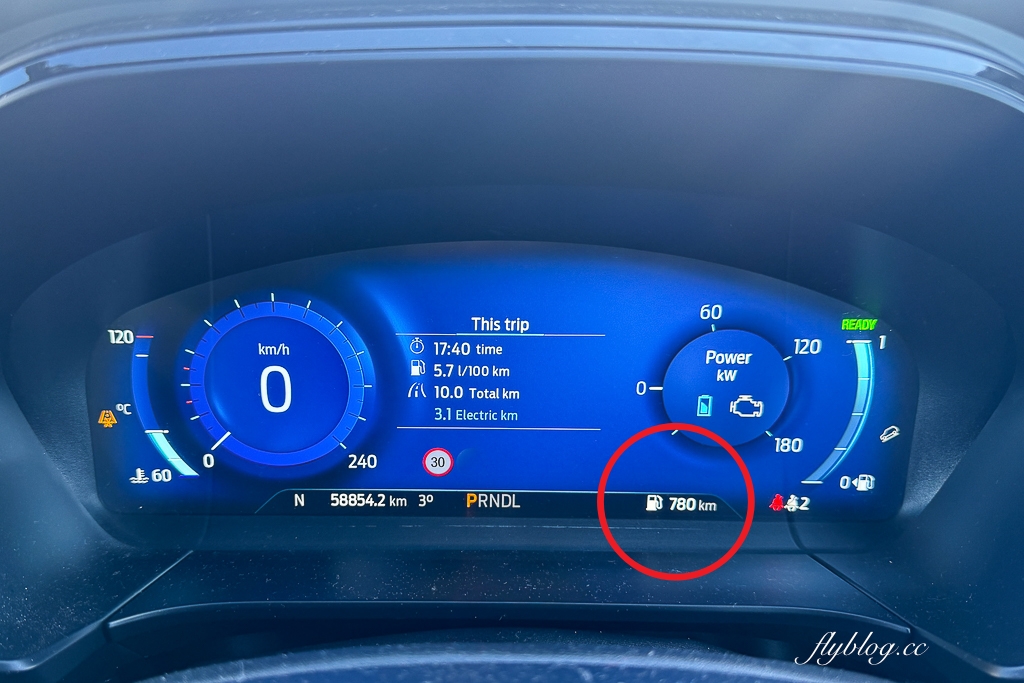 This trip
17:40 time
5.7 l/100 km
10.0 Total km
3.1 Electric km
120
°C
60
km/h
0
0
240
30
60
0
120
180
Power
kW
READY
1
0
N 58854.2 km 3° PRNDL 780 km 2
flyblog.cc